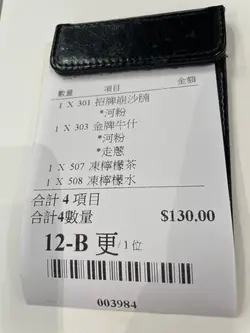 數量 項目 金額
1 X 301 招牌崩沙腩
*河粉
1 X 303 金牌牛什
*河粉
*走蔥
1 X 507 凍檸檬茶
1 X 508 凍檸檬水
合計 4 項目
合計4數量 $130.00
12-B 更 / 1 位
003984